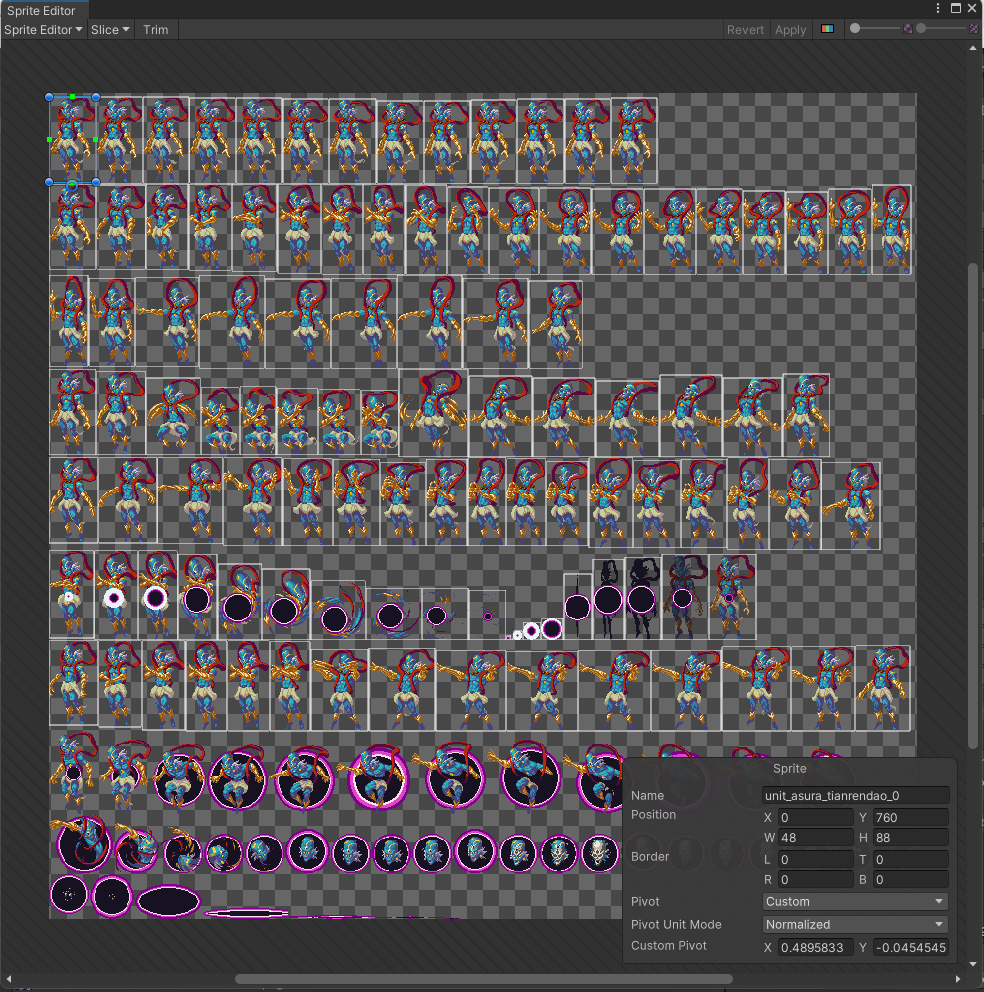 Sprite Editor
Sprite Editor Slice Trim Revert Apply
Sprite
Name unit_asura_tianrendao_0
Position X 0 Y 760
W 48 H 88
Border L 0 T 0
R 0 B 0
Pivot Custom
Pivot Unit Mode Normalized
Custom Pivot X 0.4895833 Y -0.0454545